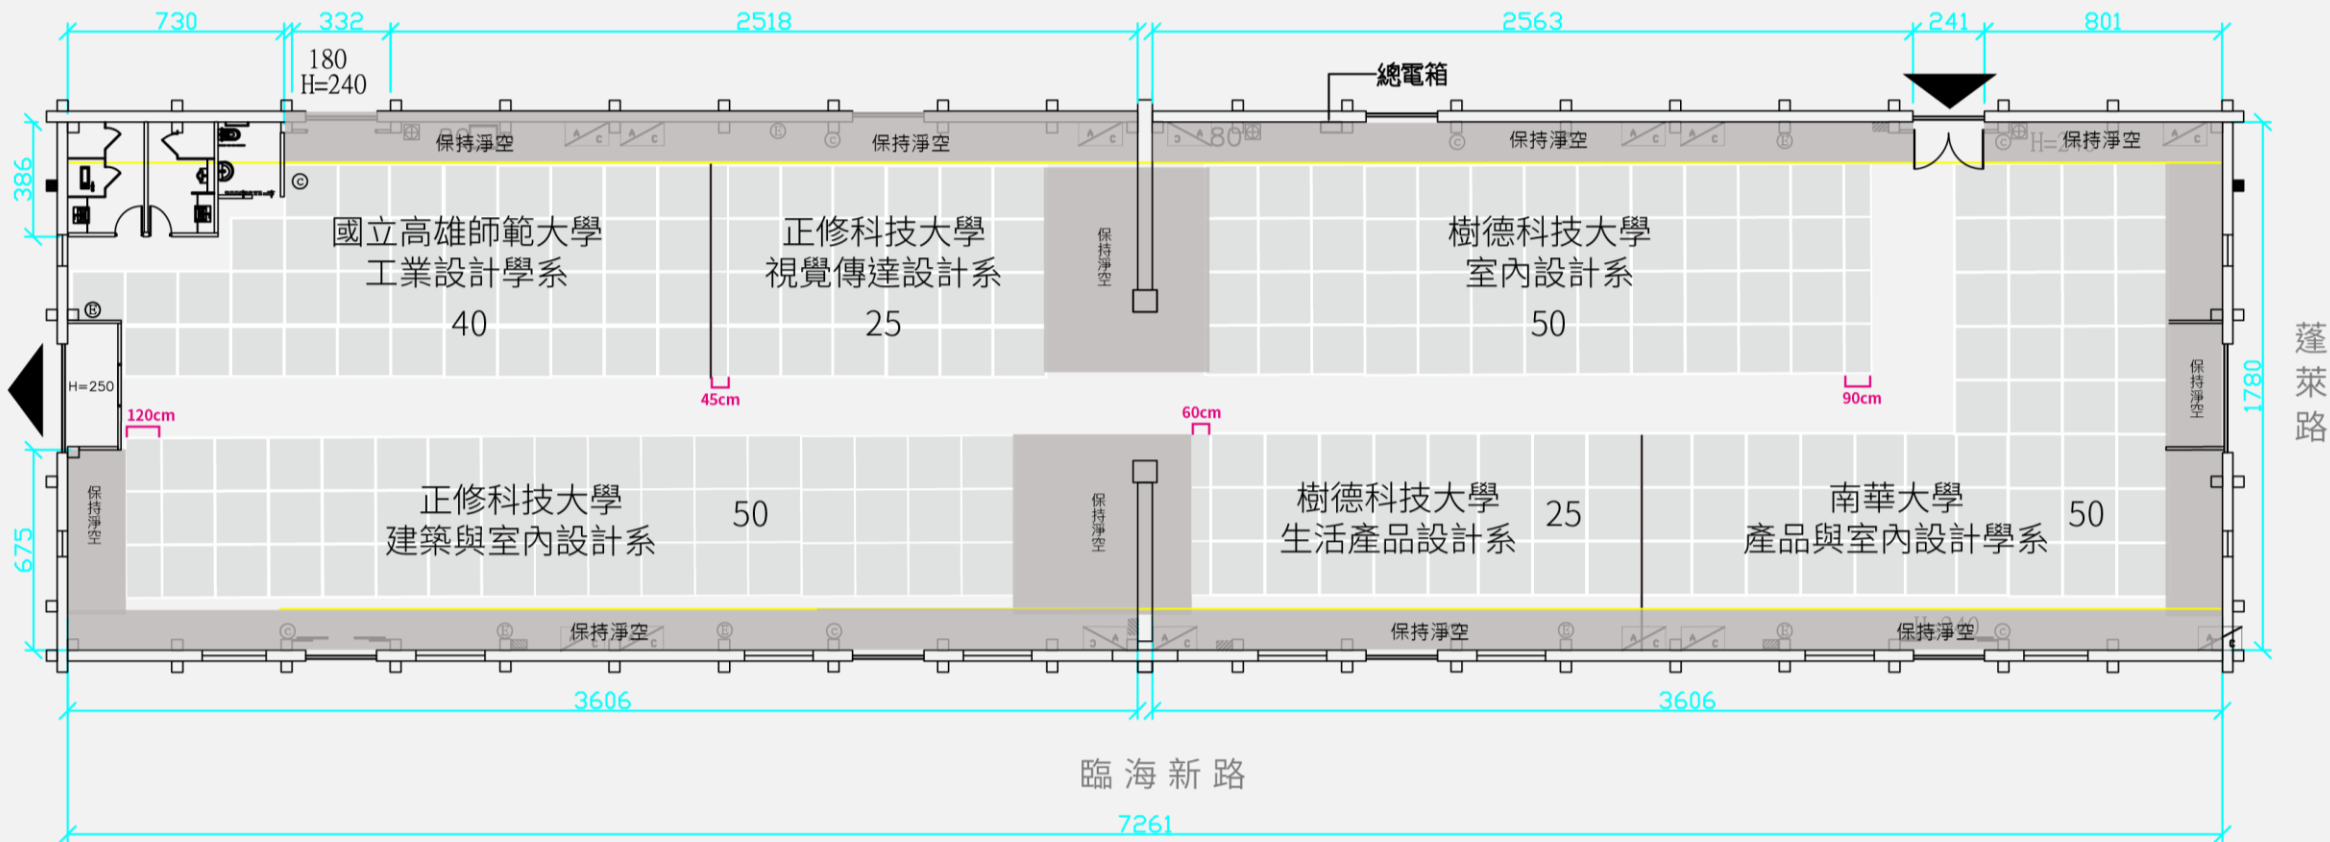 730
332
2518
2563
241
801
180
H=240
總電箱
保持淨空
保持淨空
保持淨空
保持淨空
386
國立高雄師範大學
工業設計學系
40
正修科技大學
視覺傳達設計系
25
保持淨空
樹德科技大學
室內設計系
50
蓬萊路
1780
保持淨空
H=250
120cm
45cm
60cm
90cm
675
保持淨空
正修科技大學
建築與室內設計系
50
保持淨空
樹德科技大學
生活產品設計系
25
南華大學
產品與室內設計學系
50
保持淨空
保持淨空
保持淨空
3606
3606
臨海新路
7261